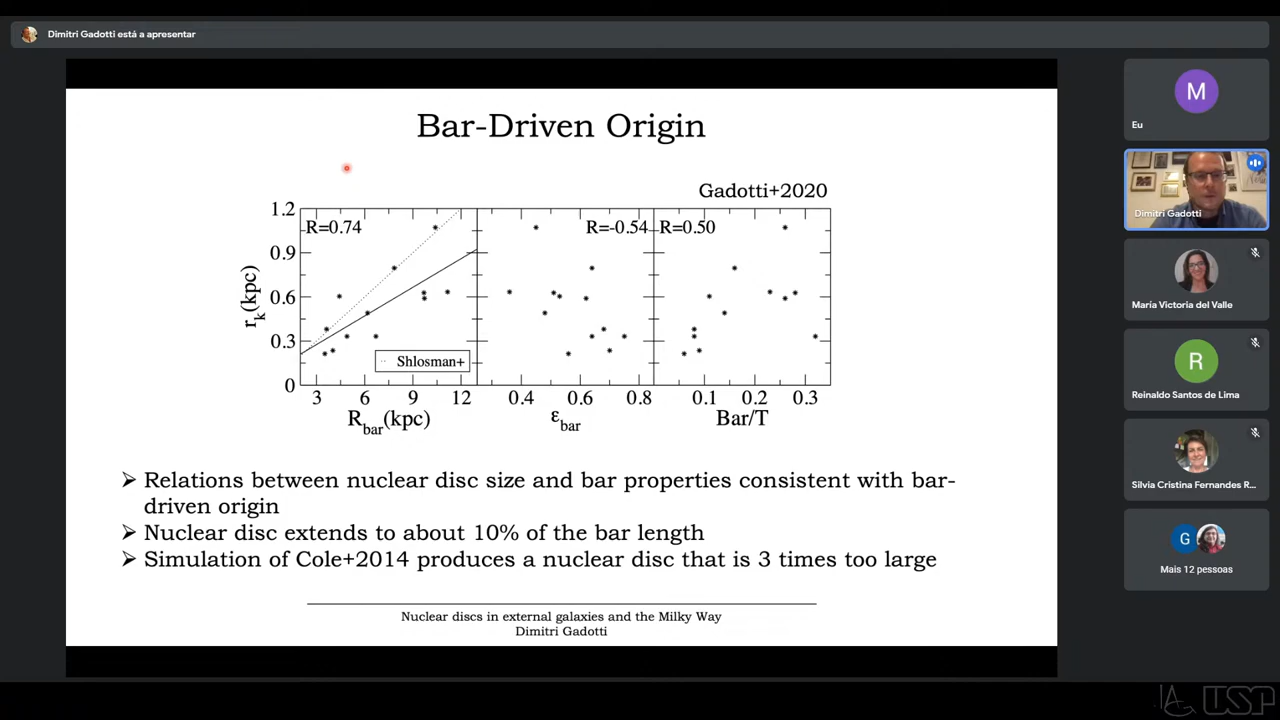 Dimitri Gadotti está a apresentar
Bar-Driven Origin
Gadotti+2020
R=0.74
R=-0.54
R=0.50
1.2
0.9
0.6
0.3
0
r_k(kpc)
Shlosman+
3 6 9 12
0.4 0.6 0.8
0.1 0.2 0.3
R_bar(kpc)
ε_bar
Bar/T
➢ Relations between nuclear disc size and bar properties consistent with bar-
driven origin
➢ Nuclear disc extends to about 10% of the bar length
➢ Simulation of Cole+2014 produces a nuclear disc that is 3 times too large
Nuclear discs in external galaxies and the Milky Way
Dimitri Gadotti
M
Eu
Dimitri Gadotti
María Victoria del Valle
R
Reinaldo Santos de Lima
Silvia Cristina Fernandes R...
G
Mais 12 pessoas
USP